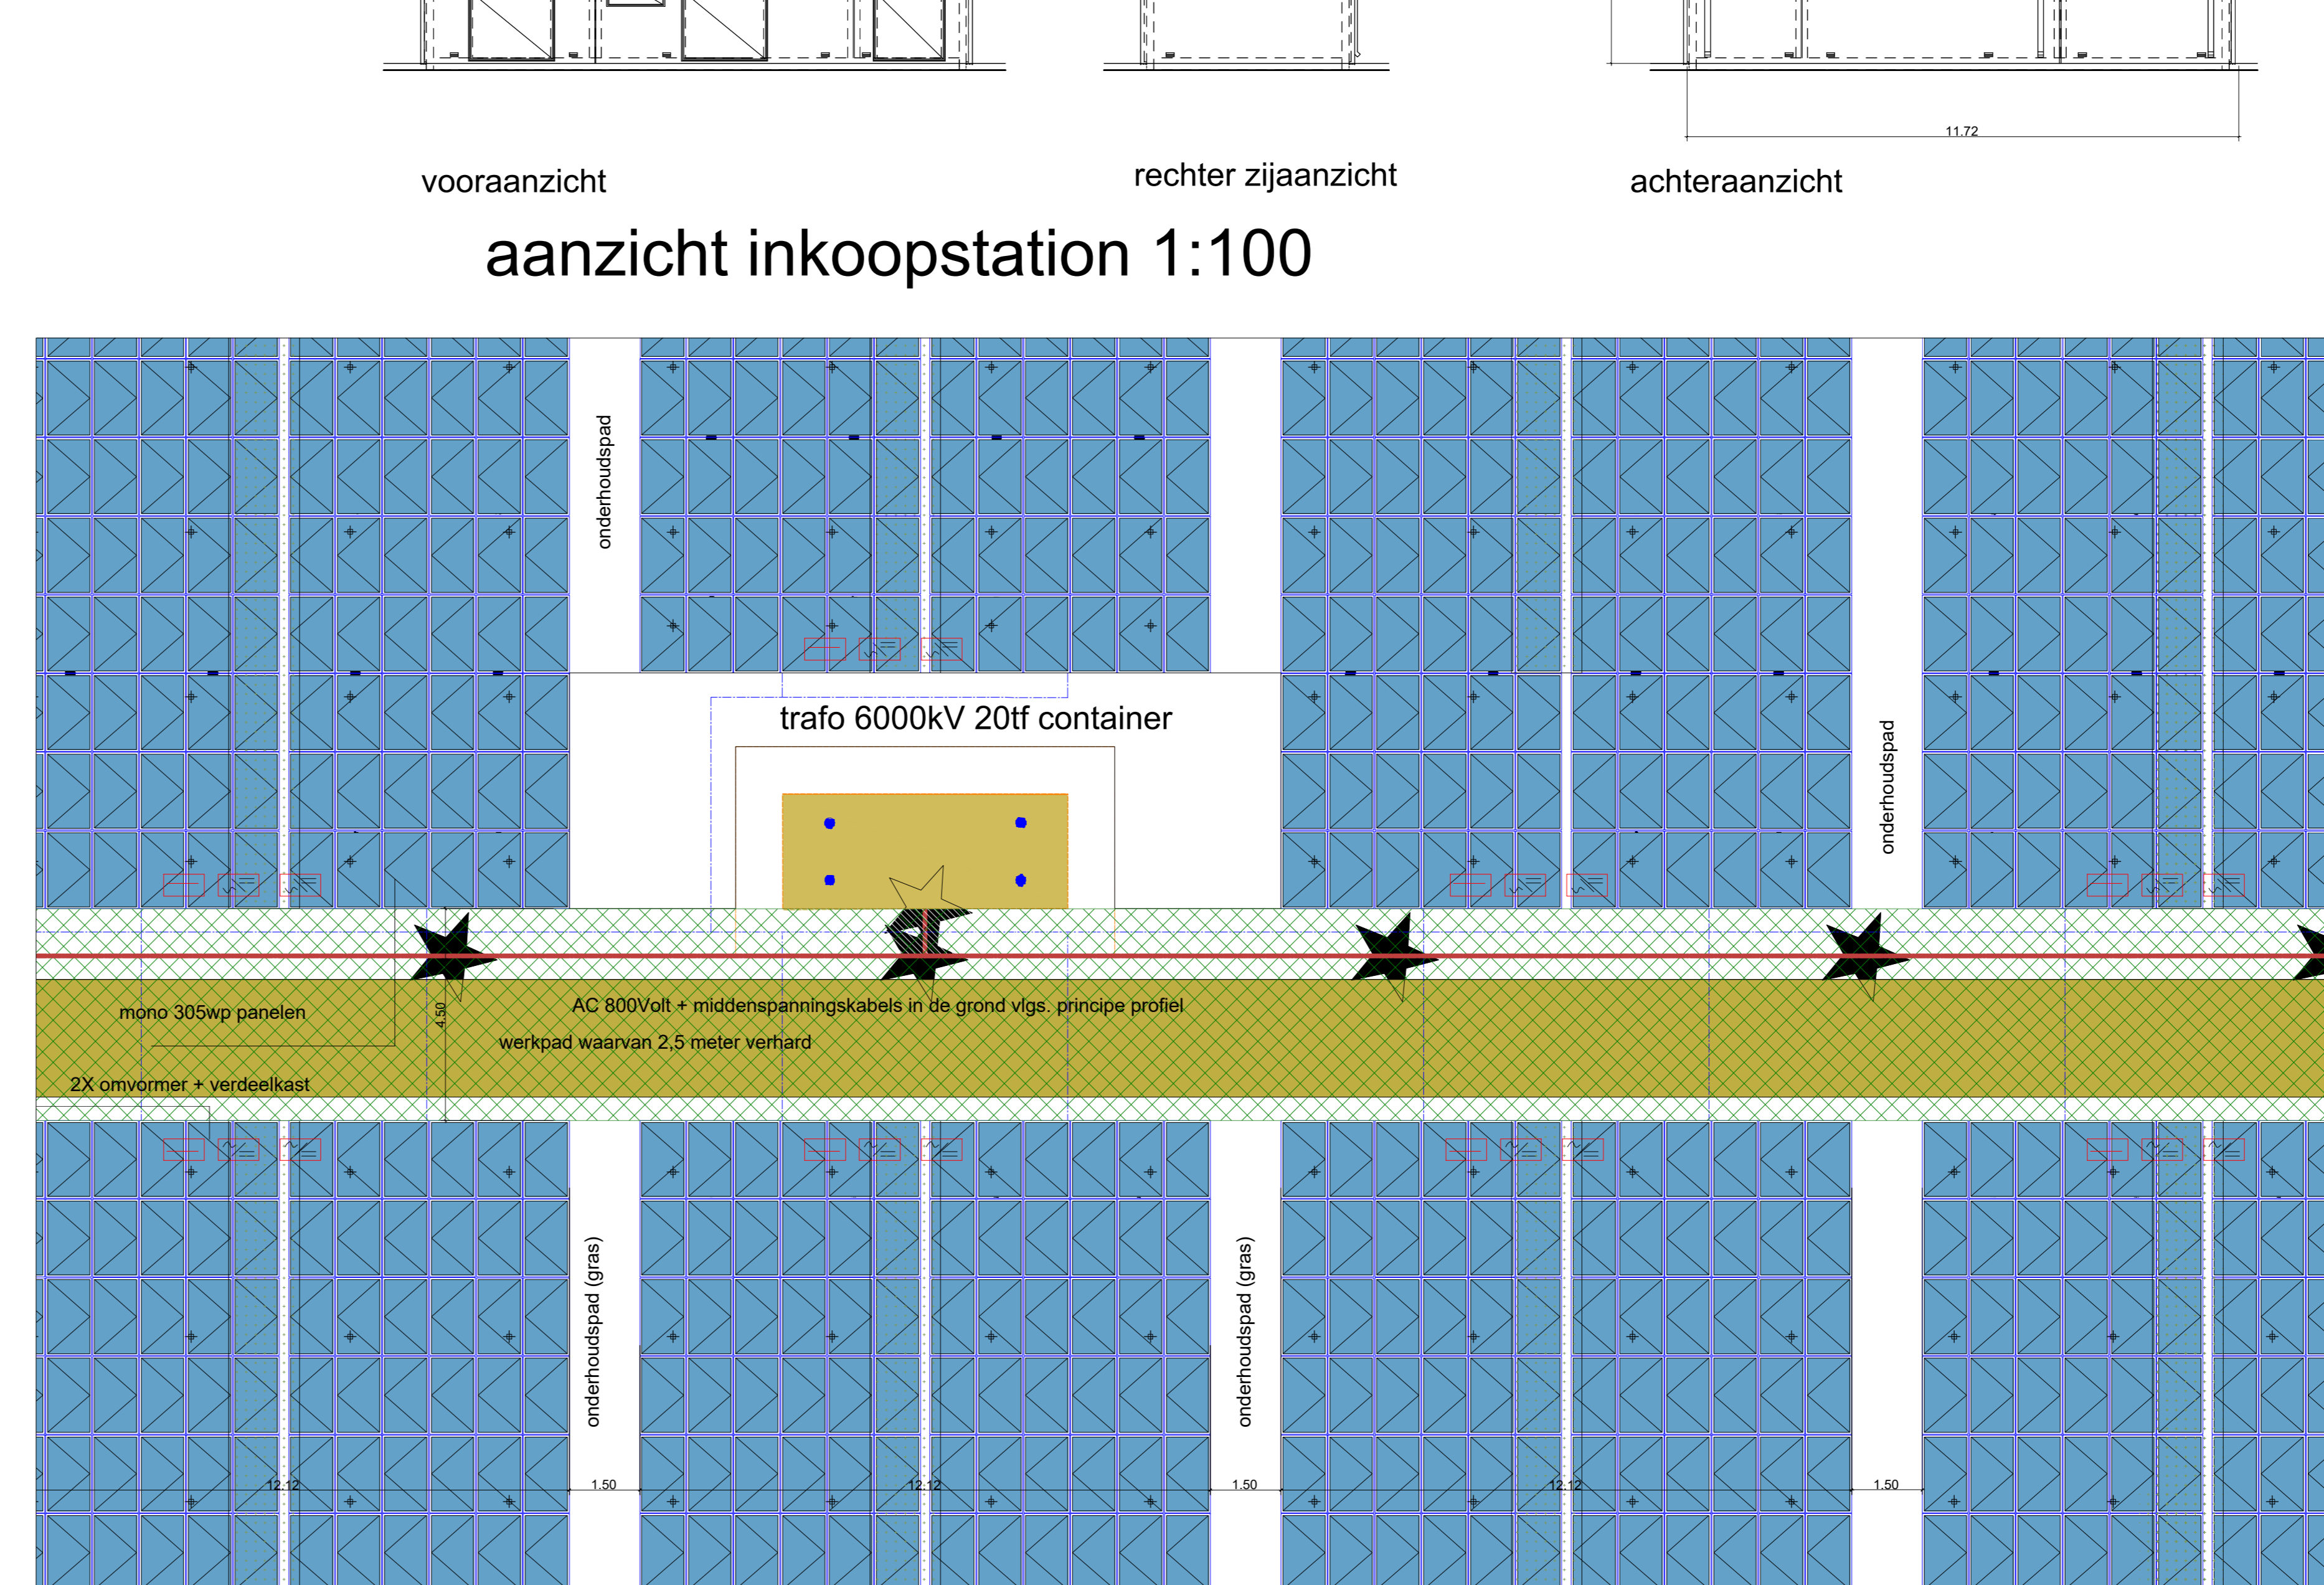 11.72
vooraanzicht
rechter zijaanzicht
achteraanzicht
aanzicht inkoopstation 1:100
onderhoudspad
trafo 6000kV 20tf container
onderhoudspad
mono 305wp panelen
4.50
AC 800Volt + middenspanningskabels in de grond vlgs. principe profiel
werkpad waarvan 2,5 meter verhard
2X omvormer + verdeelkast
onderhoudspad (gras)
onderhoudspad (gras)
12.12
1.50
12.12
1.50
12.12
1.50